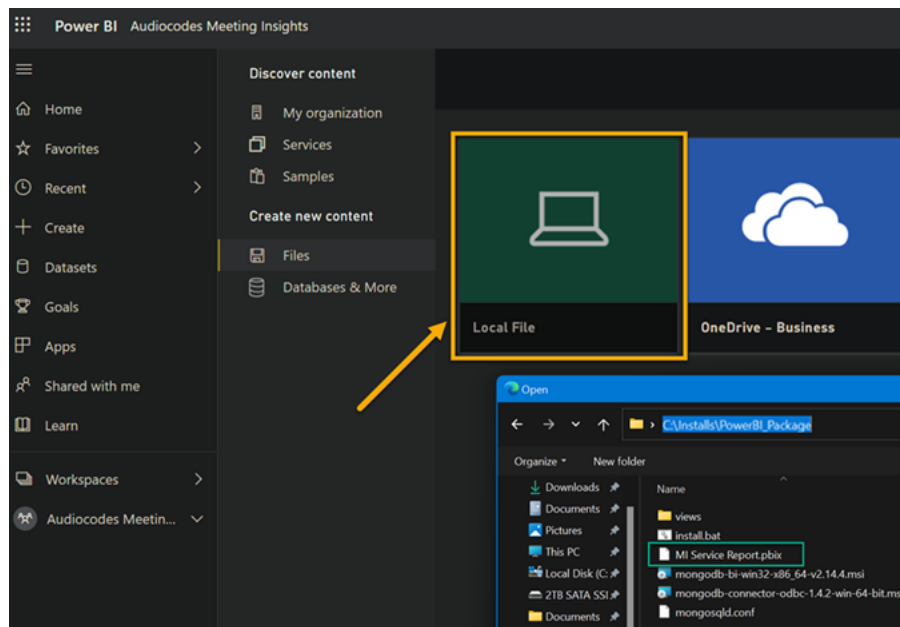 Power BI Audiocodes Meeting Insights
Home
Favorites
Recent
Create
Datasets
Goals
Apps
Shared with me
Learn
Workspaces
Audiocodes Meetin...
Discover content
My organization
Services
Samples
Create new content
Files
Databases & More
Local File
OneDrive – Business
Open
C:\Installs\PowerBI_Package
Organize
New folder
Downloads
Documents
Pictures
This PC
Local Disk (C:
2TB SATA SSI
Documents
Name
views
install.bat
MI Service Report.pbix
mongodb-bi-win32-x86_64-v2.14.4.msi
mongodb-connector-odbc-1.4.2-win-64-bit.ms
mongosqld.conf